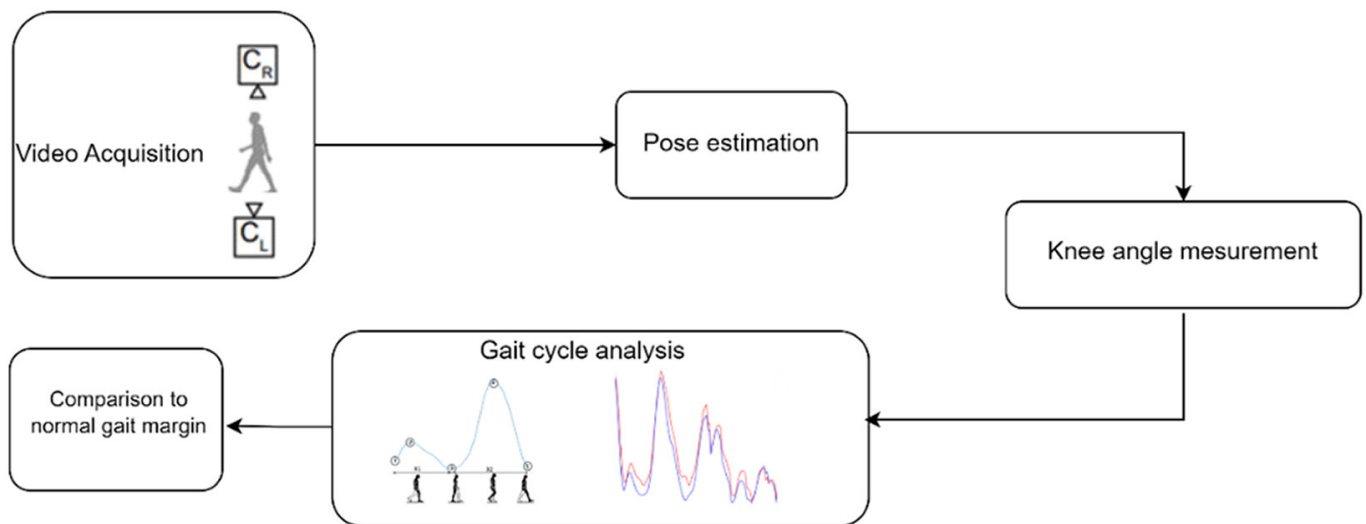 C_R
Video Acquisition
C_L
Pose estimation
Knee angle mesurement
Gait cycle analysis
Comparison to
normal gait margin